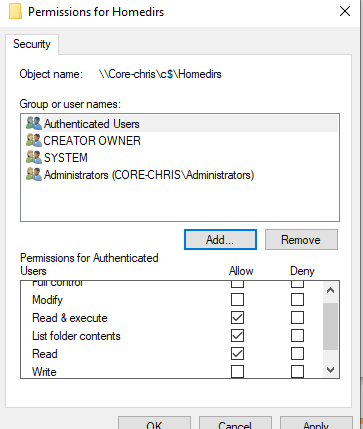 Permissions for Homedirs
Security
Object name: \\Core-chris\c$\Homedirs
Group or user names:
Authenticated Users
CREATOR OWNER
SYSTEM
Administrators (CORE-CHRIS\Administrators)
Add... Remove
Permissions for Authenticated
Users Allow Deny
Full control
Modify
Read & execute
List folder contents
Read
Write
OK Cancel Apply